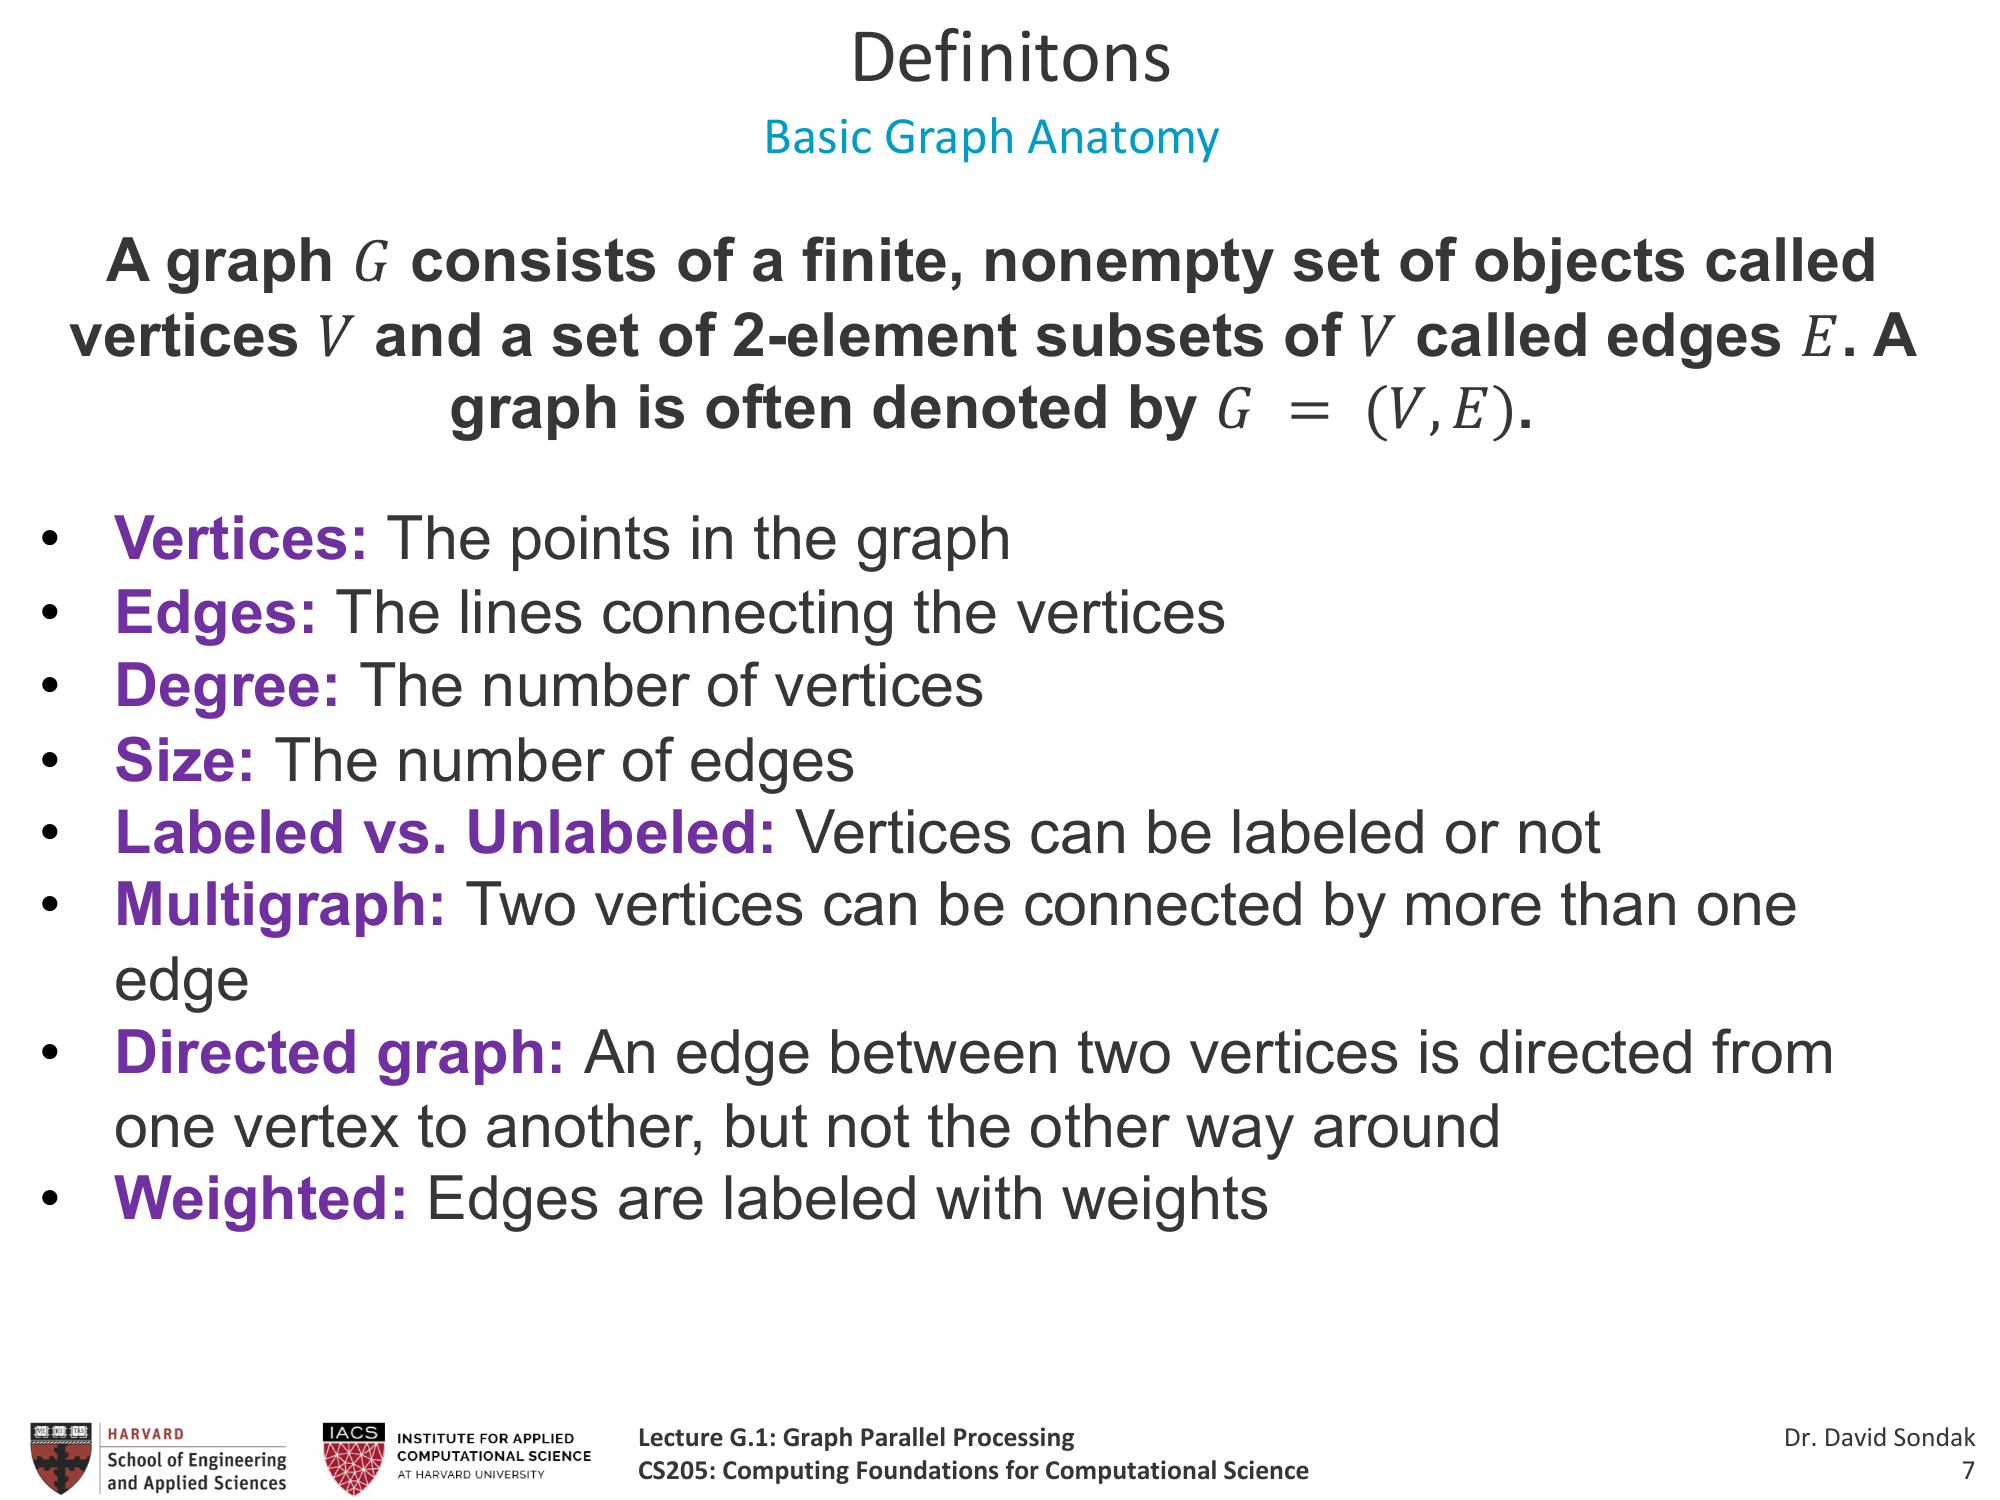 Definitons
Basic Graph Anatomy
A graph G consists of a finite, nonempty set of objects called
vertices V and a set of 2-element subsets of V called edges E. A
graph is often denoted by G = (V, E).
• Vertices: The points in the graph
• Edges: The lines connecting the vertices
• Degree: The number of vertices
• Size: The number of edges
• Labeled vs. Unlabeled: Vertices can be labeled or not
• Multigraph: Two vertices can be connected by more than one
edge
• Directed graph: An edge between two vertices is directed from
one vertex to another, but not the other way around
• Weighted: Edges are labeled with weights
HARVARD
School of Engineering
and Applied Sciences
IACS
INSTITUTE FOR APPLIED
COMPUTATIONAL SCIENCE
AT HARVARD UNIVERSITY
Lecture G.1: Graph Parallel Processing
CS205: Computing Foundations for Computational Science
Dr. David Sondak
7